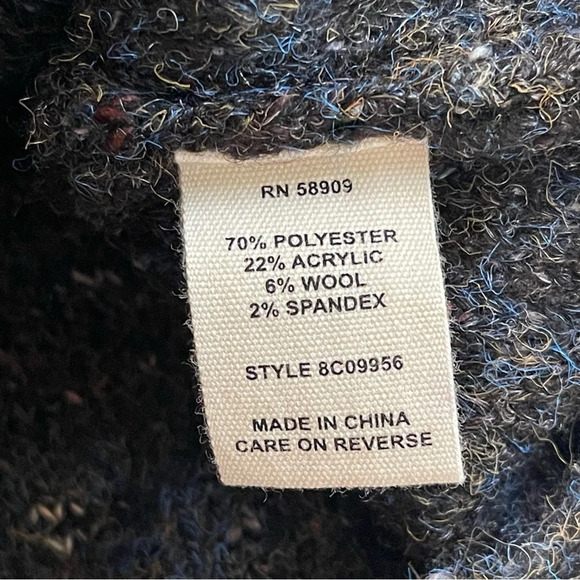 RN 58909
70% POLYESTER
22% ACRYLIC
6% WOOL
2% SPANDEX
STYLE 8C09956
MADE IN CHINA
CARE ON REVERSE